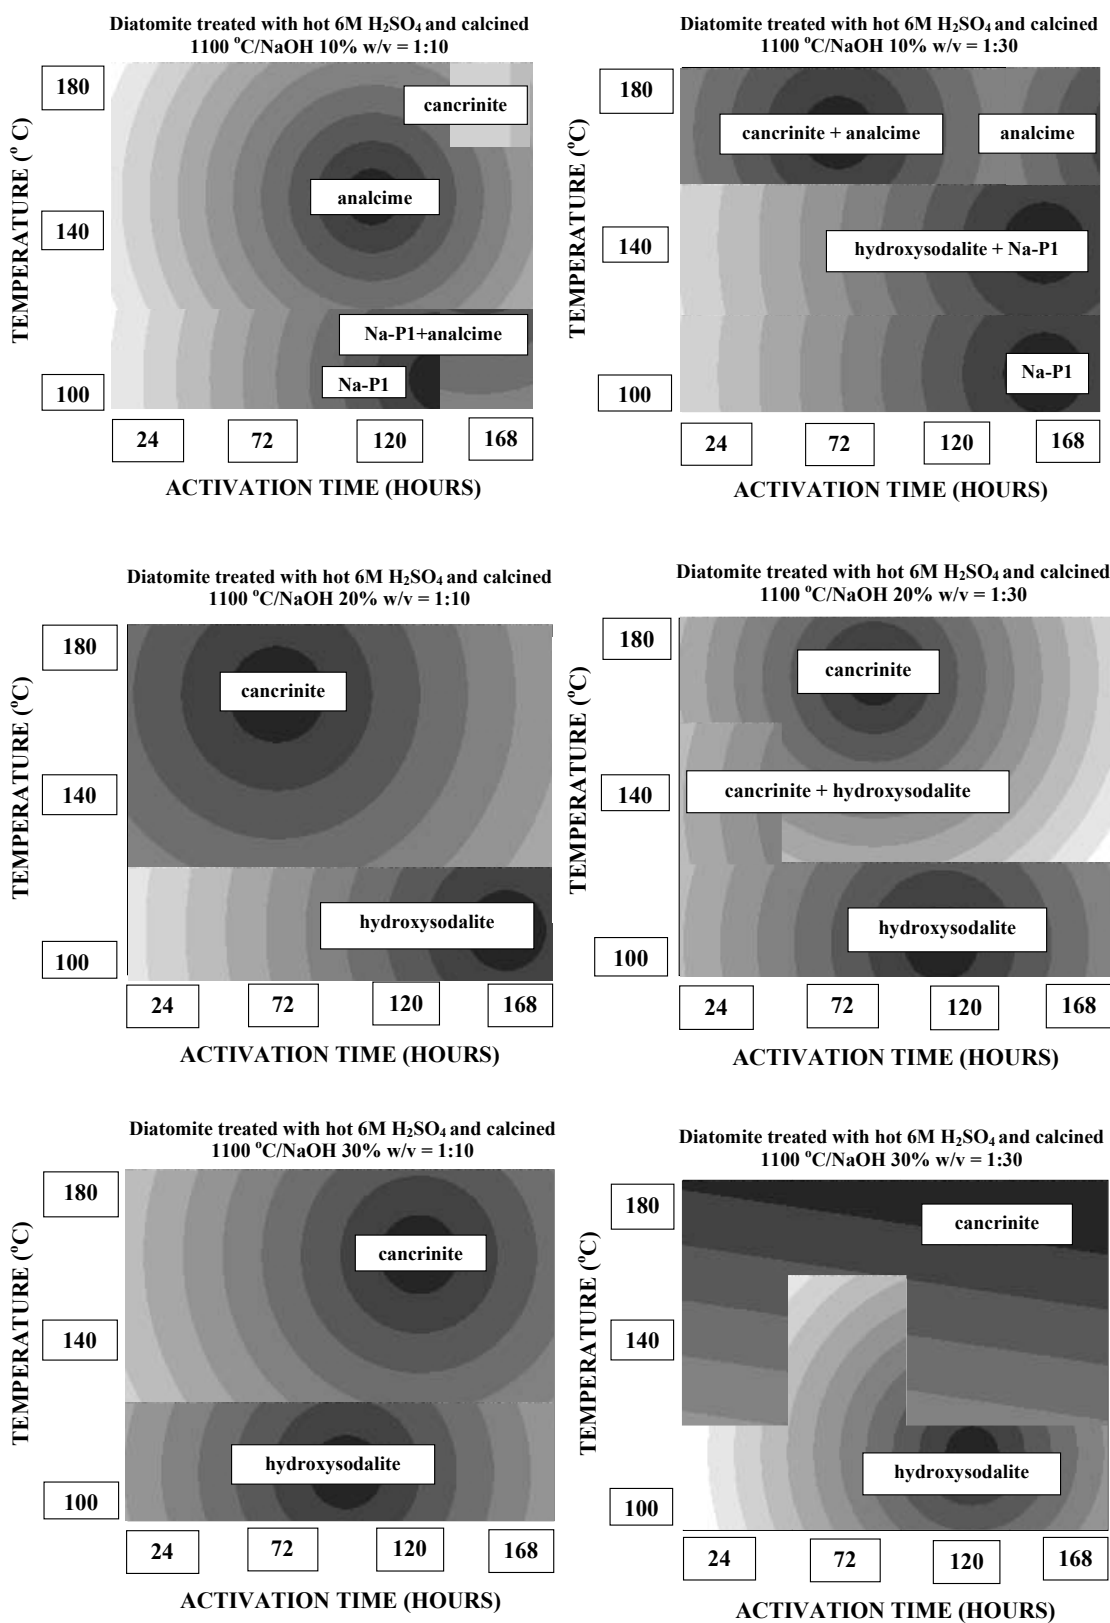 Diatomite treated with hot 6M H₂SO₄ and calcined
1100 °C/NaOH 10% w/v = 1:10
TEMPERATURE (° C)
180
140
100
cancrinite
analcime
Na-P1+analcime
Na-P1
24 72 120 168
ACTIVATION TIME (HOURS)
Diatomite treated with hot 6M H₂SO₄ and calcined
1100 °C/NaOH 10% w/v = 1:30
TEMPERATURE (°C)
180
140
100
cancrinite + analcime
analcime
hydroxysodalite + Na-P1
Na-P1
24 72 120 168
ACTIVATION TIME (HOURS)
Diatomite treated with hot 6M H₂SO₄ and calcined
1100 °C/NaOH 20% w/v = 1:10
TEMPERATURE (°C)
180
140
100
cancrinite
hydroxysodalite
24 72 120 168
ACTIVATION TIME (HOURS)
Diatomite treated with hot 6M H₂SO₄ and calcined
1100 °C/NaOH 20% w/v = 1:30
TEMPERATURE (°C)
180
140
100
cancrinite
cancrinite + hydroxysodalite
hydroxysodalite
24 72 120 168
ACTIVATION TIME (HOURS)
Diatomite treated with hot 6M H₂SO₄ and calcined
1100 °C/NaOH 30% w/v = 1:10
TEMPERATURE (°C)
180
140
100
cancrinite
hydroxysodalite
24 72 120 168
ACTIVATION TIME (HOURS)
Diatomite treated with hot 6M H₂SO₄ and calcined
1100 °C/NaOH 30% w/v = 1:30
TEMPERATURE (°C)
180
140
100
cancrinite
hydroxysodalite
24 72 120 168
ACTIVATION TIME (HOURS)